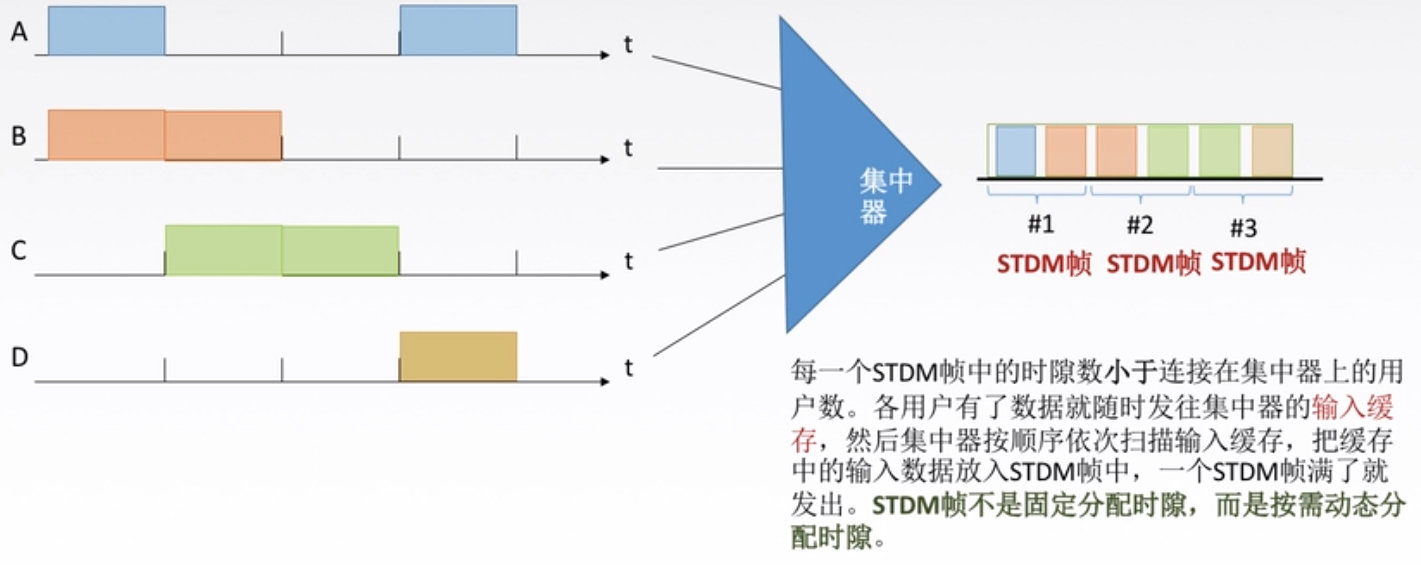 A
t
B
t
C
t
D
t
集中
器
#1
#2
#3
STDM帧
STDM帧
STDM帧
每一个STDM帧中的时隙数小于连接在集中器上的用
户数。各用户有了数据就随时发往集中器的输入缓
存，然后集中器按顺序依次扫描输入缓存，把缓存
中的输入数据放入STDM帧中，一个STDM帧满了就
发出。STDM帧不是固定分配时隙，而是按需动态分
配时隙。